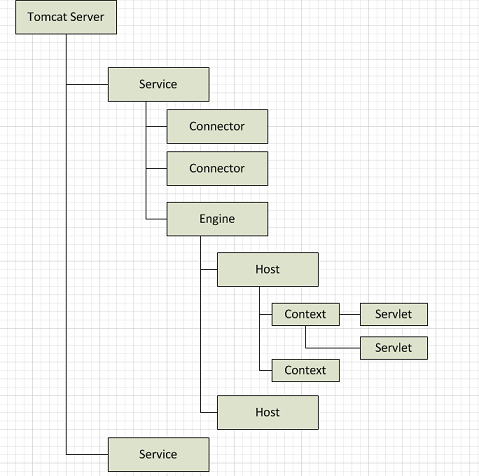 Tomcat Server
Service
Connector
Connector
Engine
Host
Context
Servlet
Servlet
Context
Host
Service